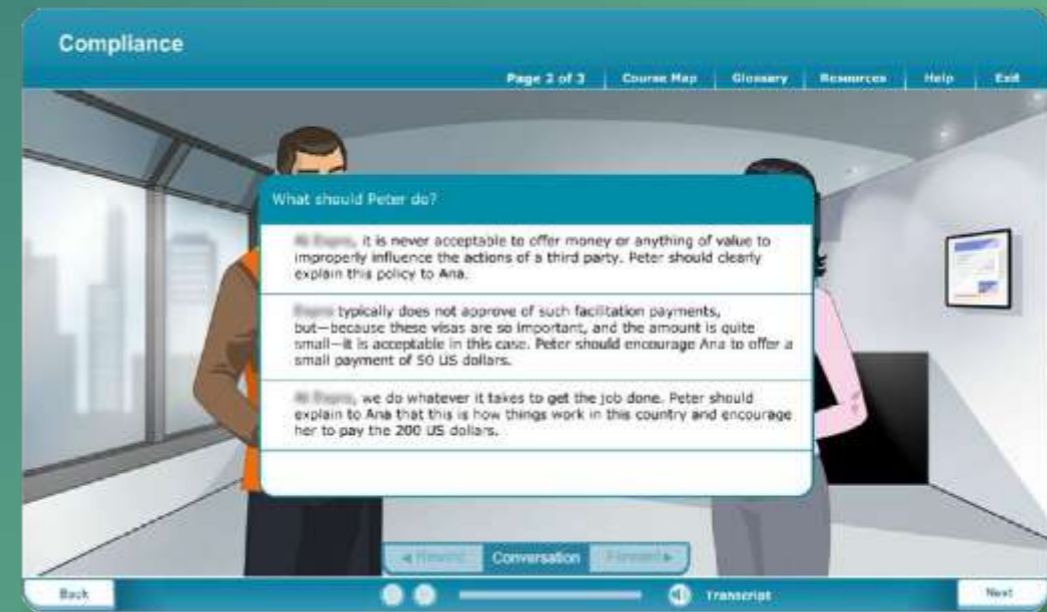 Compliance
Page 2 of 3 Course Map Glossary Resources Help Exit
What should Peter do?
, it is never acceptable to offer money or anything of value to
improperly influence the actions of a third party. Peter should clearly
explain this policy to Ana.
typically does not approve of such facilitation payments,
but—because these visas are so important, and the amount is quite
small—it is acceptable in this case. Peter should encourage Ana to offer a
small payment of 50 US dollars.
, we do whatever it takes to get the job done. Peter should
explain to Ana that this is how things work in this country and encourage
her to pay the 200 US dollars.
Rewind Conversation Forward
Back Transcript Next